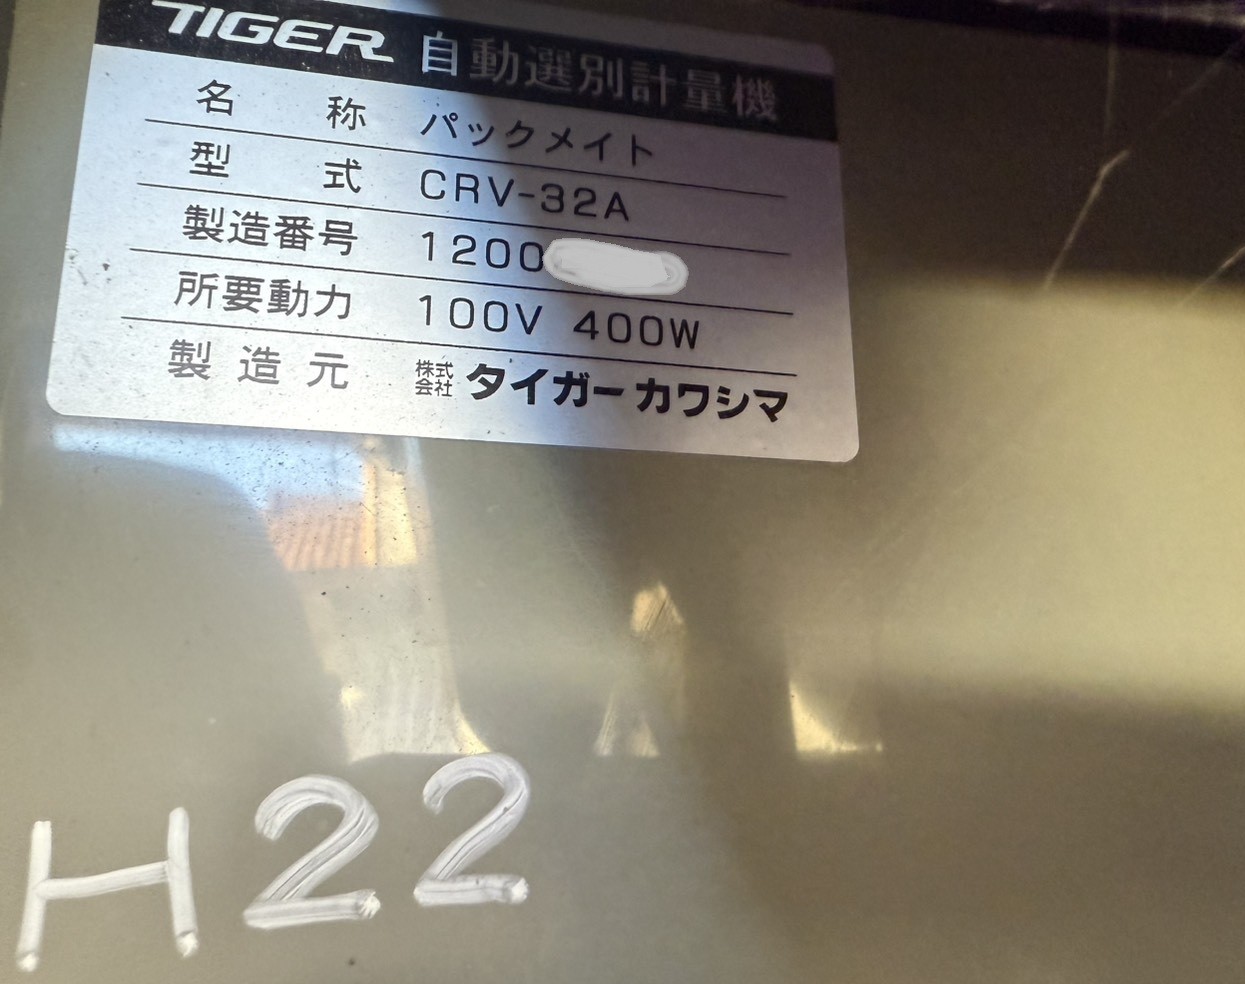 TIGER 自動選別計量機
名称 パックメイト
型式 CRV-32A
製造番号 1200
所要動力 100V 400W
製造元 株式会社 タイガーカワシマ
H22